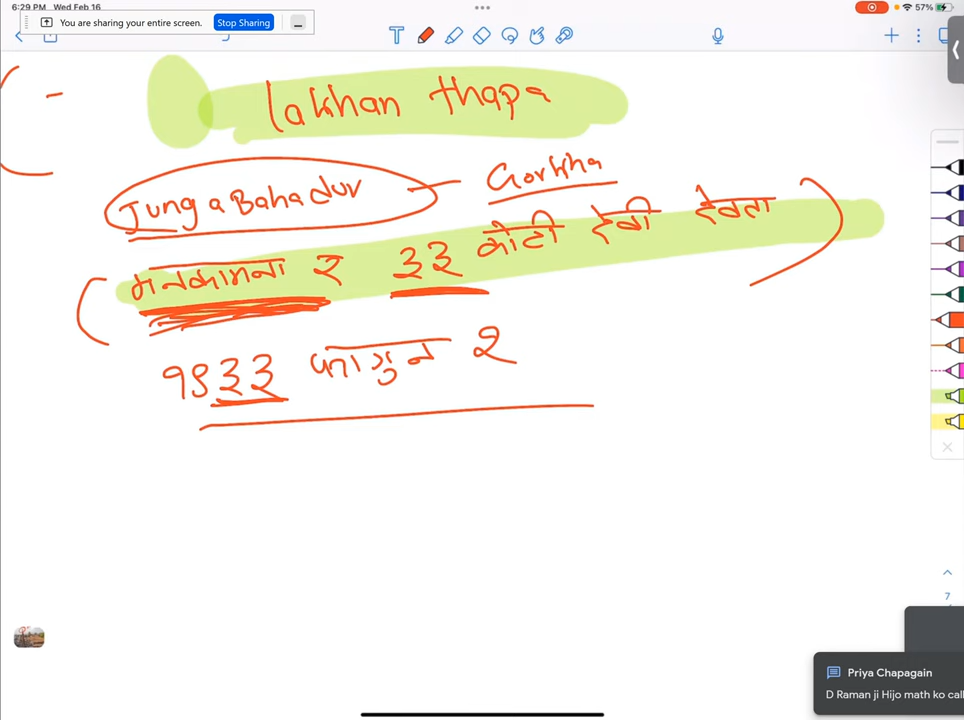 6:29 PM Wed Feb 16
57%
You are sharing your entire screen. Stop Sharing
lakhan thapa
Junga Bahadur - Gorkha
मनकामना र ३३ कोटी देवी देवता
१९३३ फागुन २
7
Priya Chapagain
D Raman ji Hijo math ko call